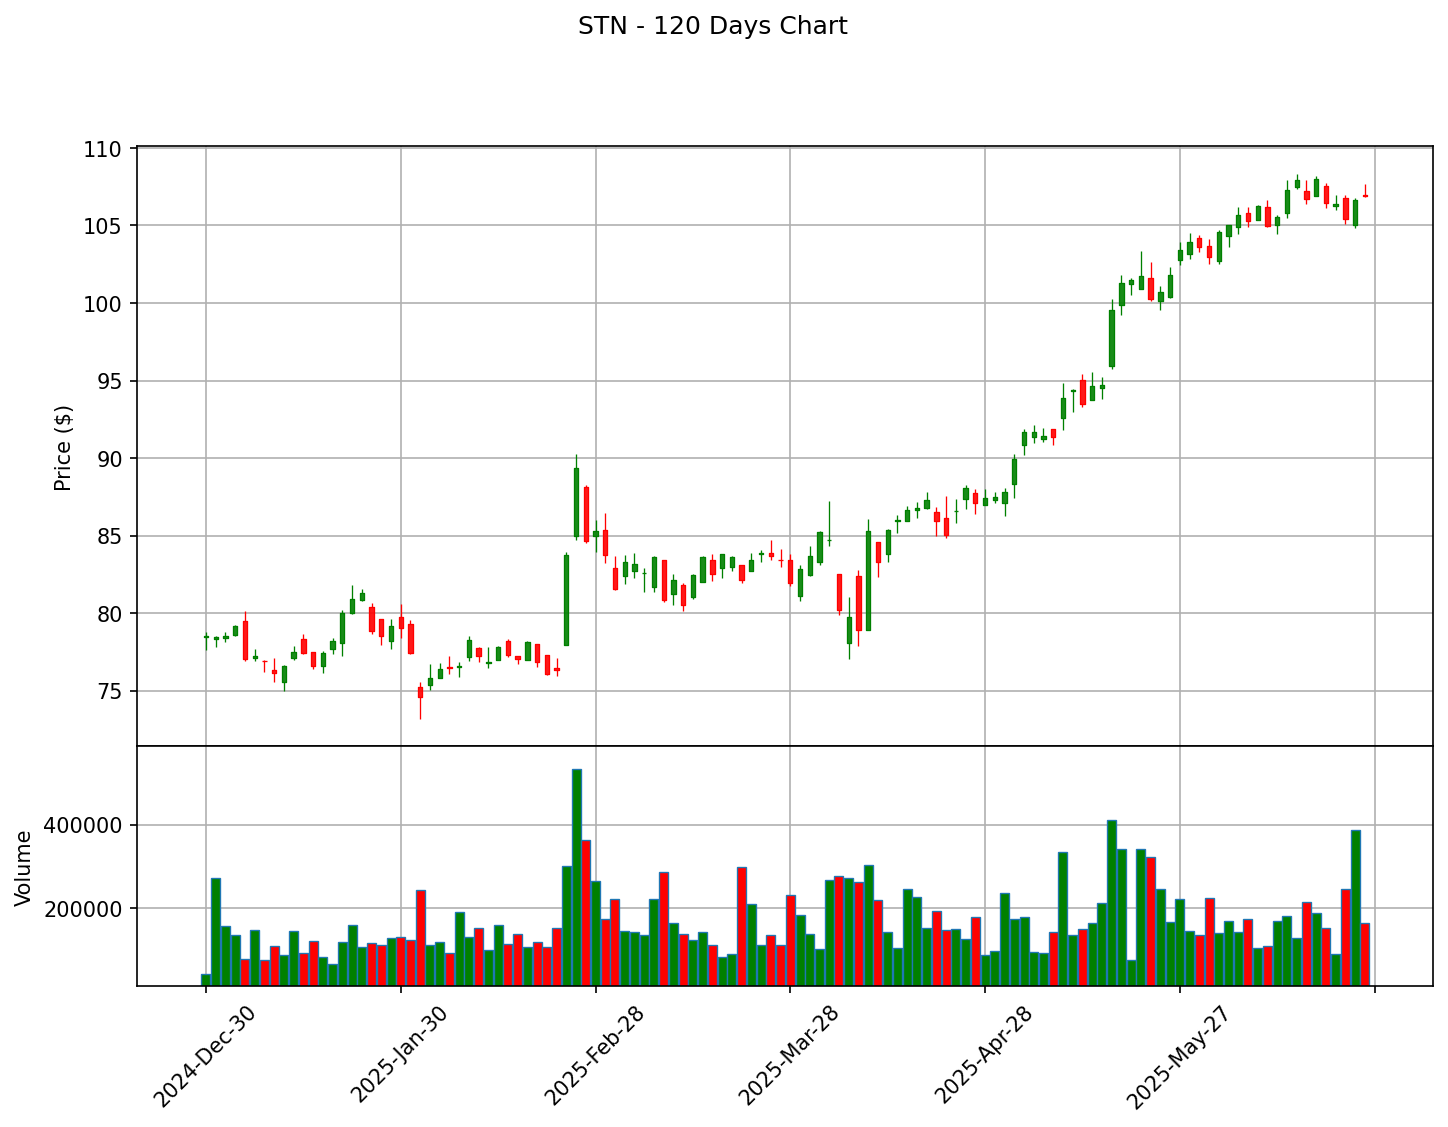 STN - 120 Days Chart
110
105
100
95
90
85
80
75
Price ($)
400000
200000
Volume
2024-Dec-30
2025-Jan-30
2025-Feb-28
2025-Mar-28
2025-Apr-28
2025-May-27